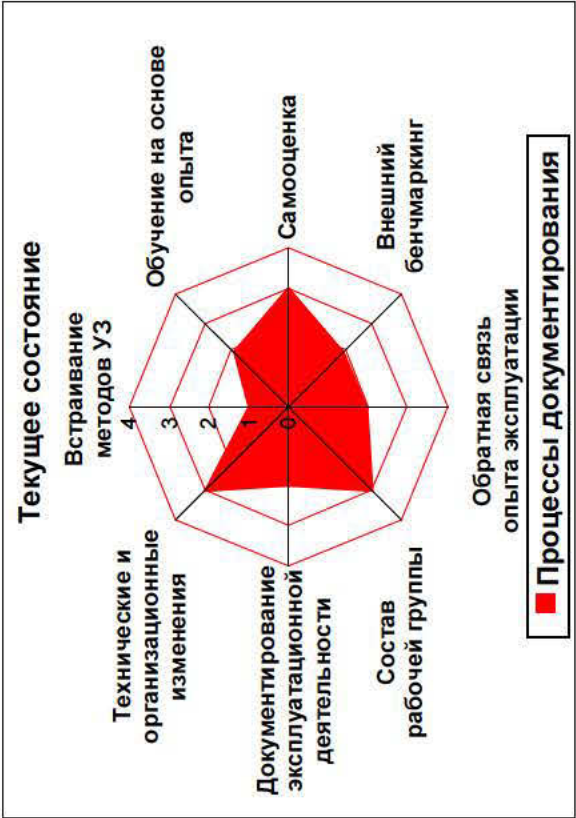 Текущее состояние
Встраивание
методов УЗ
Обучение на основе
опыта
Самооценка
Внешний
бенчмаркинг
Обратная связь
опыта эксплуатации
Состав
рабочей группы
Документирование
эксплуатационной
деятельности
Технические и
организационные
изменения
4
3
2
1
0
Процессы документирования